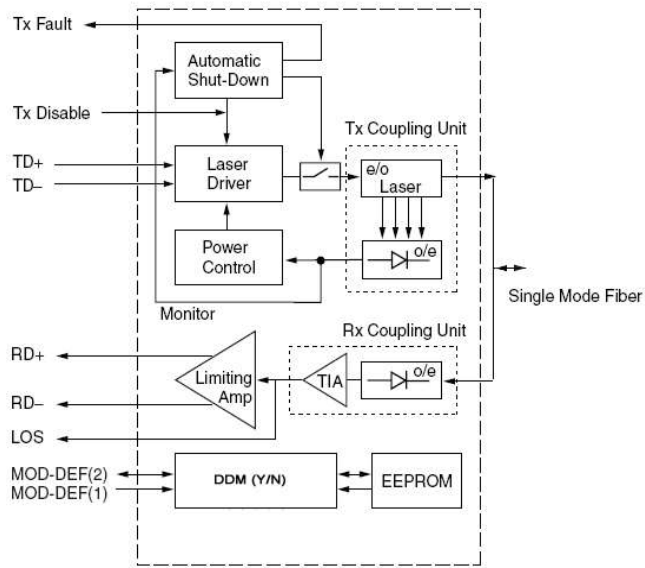 Tx Fault
Automatic
Shut-Down
Tx Disable
Tx Coupling Unit
TD+
TD–
Laser
Driver
e/o
Laser
Power
Control
o/e
Single Mode Fiber
Monitor
Rx Coupling Unit
RD+
RD–
LOS
Limiting
Amp
TIA
o/e
MOD-DEF(2)
MOD-DEF(1)
DDM (Y/N)
EEPROM